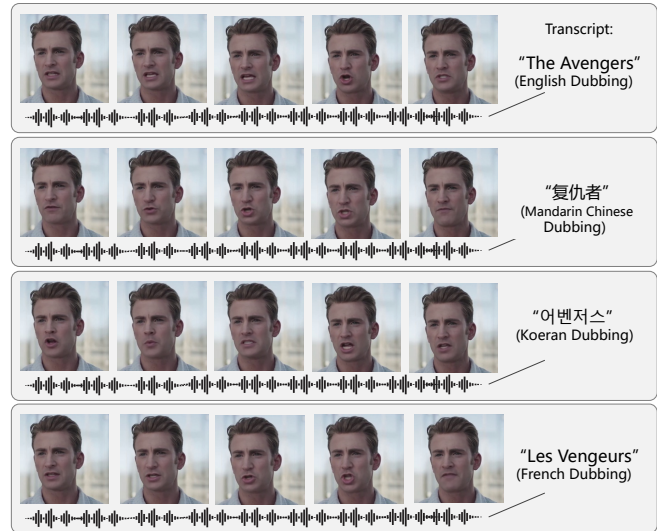 Transcript:
“The Avengers”
(English Dubbing)
“复仇者”
(Mandarin Chinese
Dubbing)
“어벤저스”
(Koeran Dubbing)
“Les Vengeurs”
(French Dubbing)